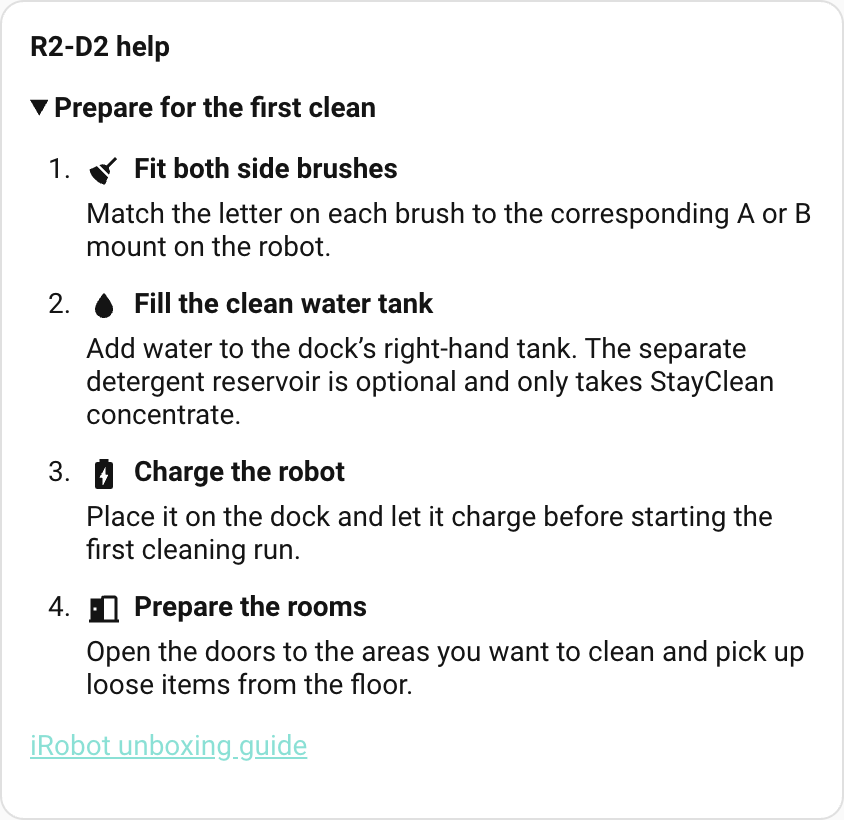 R2-D2 help
▼ Prepare for the first clean
1. Fit both side brushes
Match the letter on each brush to the corresponding A or B
mount on the robot.
2. Fill the clean water tank
Add water to the dock’s right-hand tank. The separate
detergent reservoir is optional and only takes StayClean
concentrate.
3. Charge the robot
Place it on the dock and let it charge before starting the
first cleaning run.
4. Prepare the rooms
Open the doors to the areas you want to clean and pick up
loose items from the floor.
iRobot unboxing guide